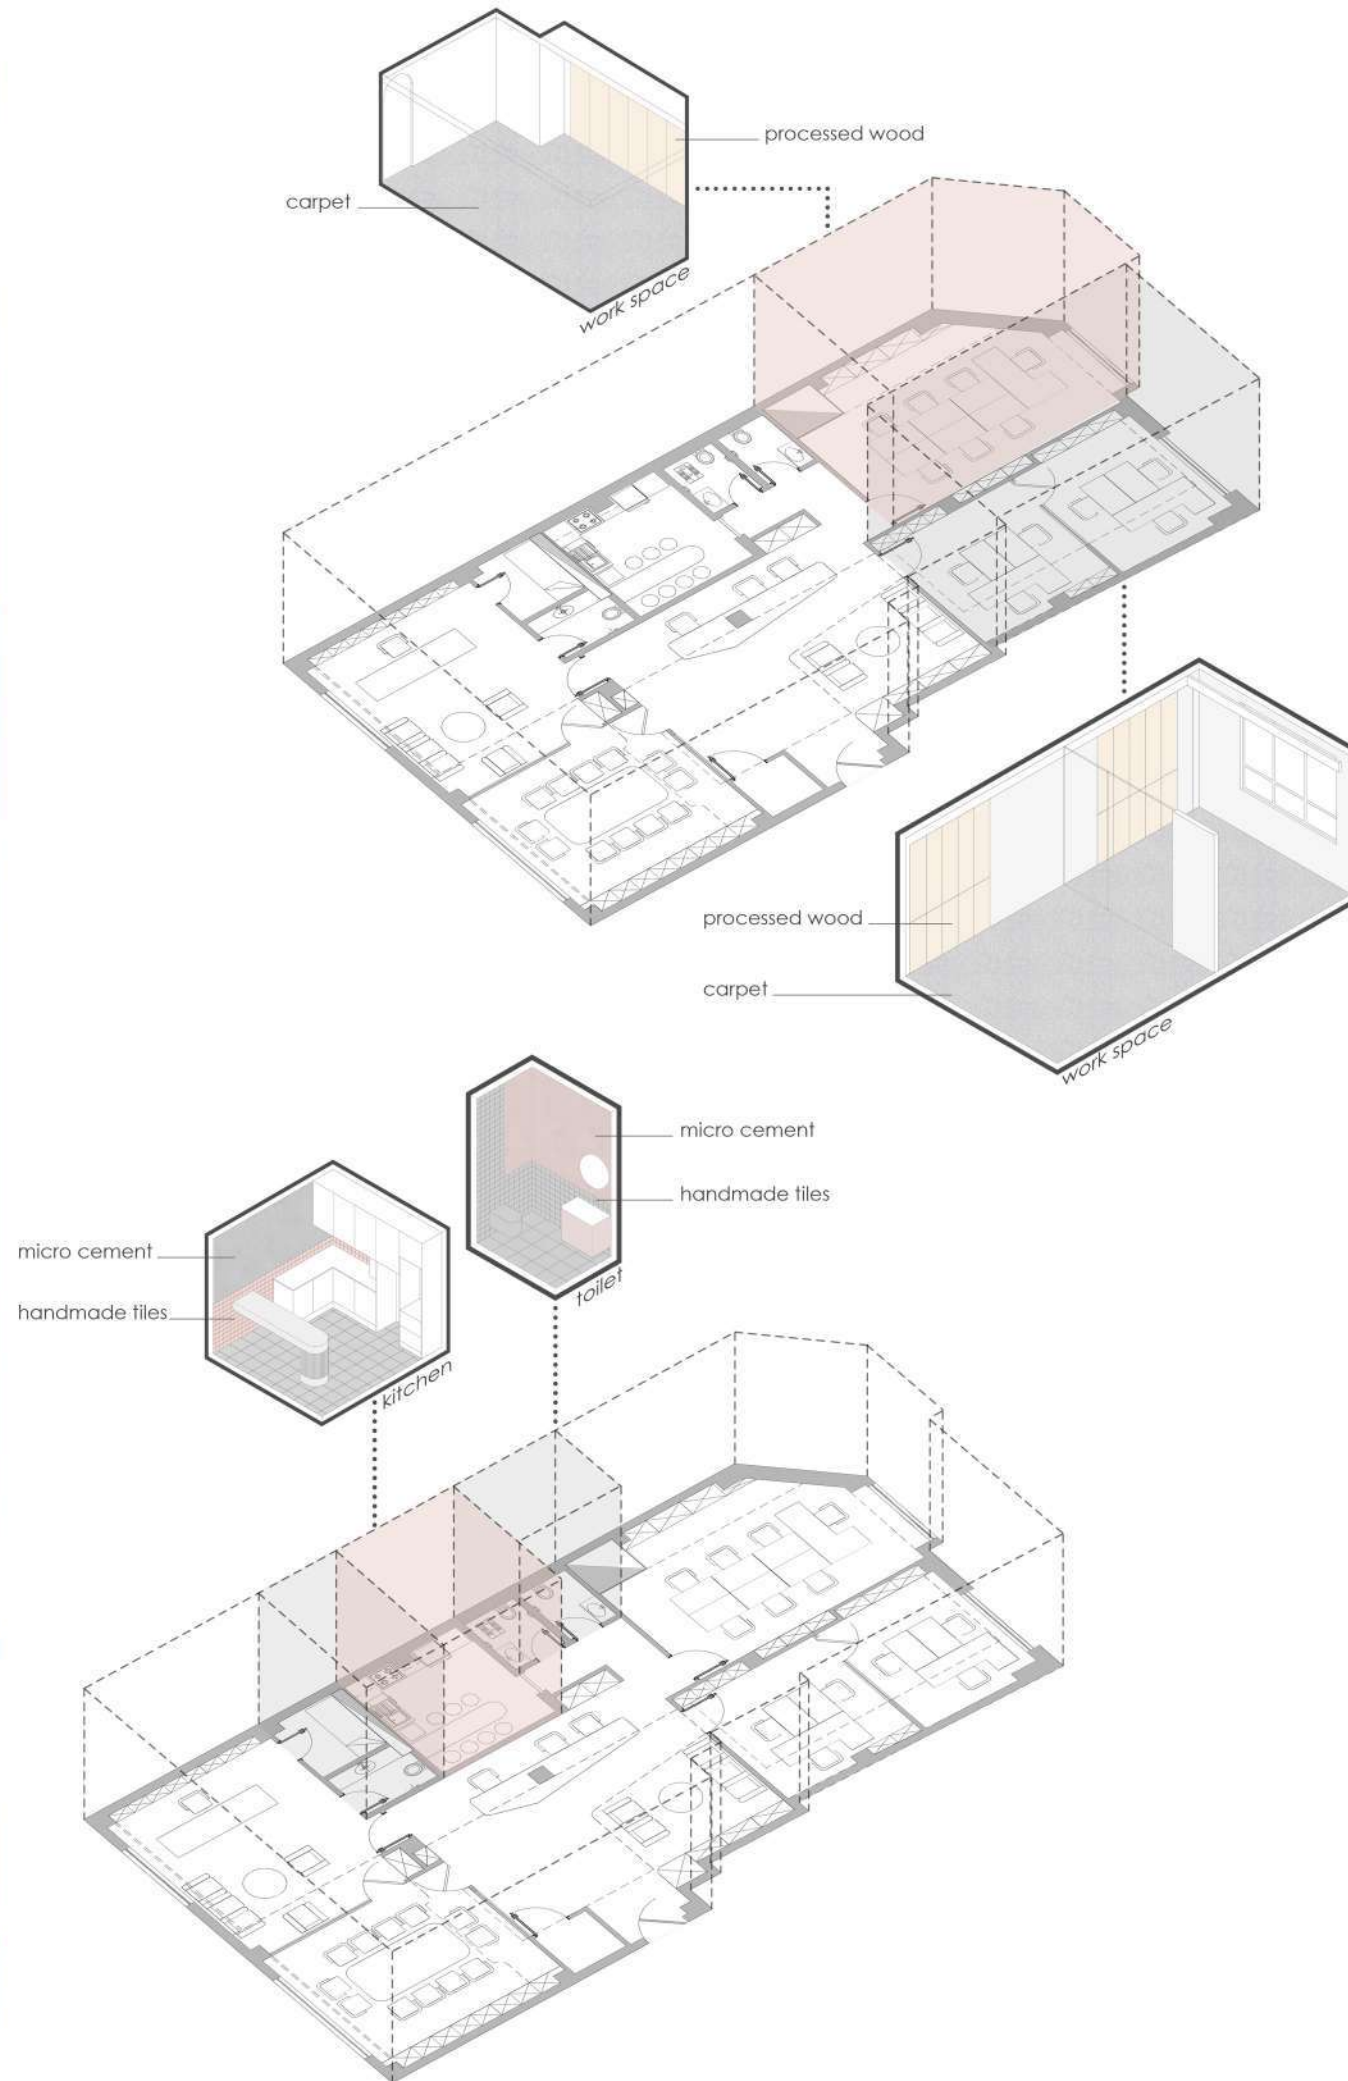 processed wood
carpet
work space
processed wood
carpet
work space
micro cement
handmade tiles
toilet
micro cement
handmade tiles
kitchen